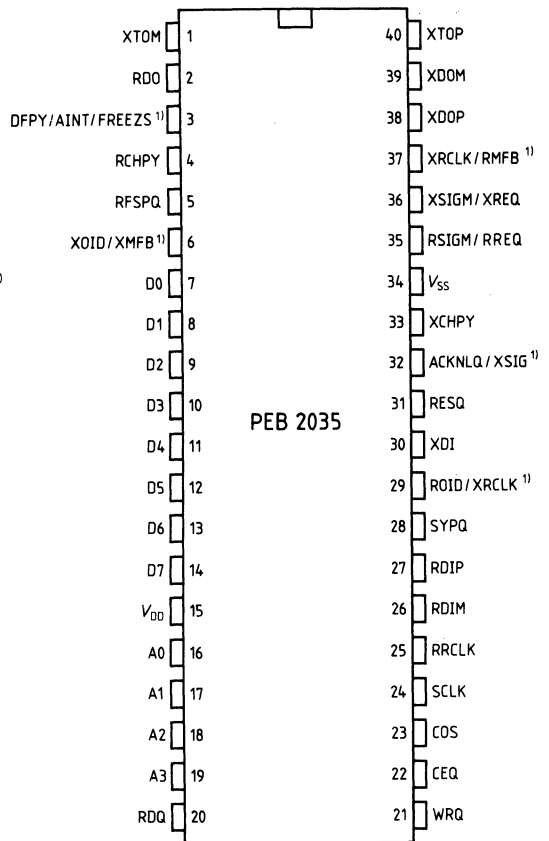 XTOM 1 40 XTOP
RDO 2 39 XDOM
DFPY/AINT/FREEZS 1) 3 38 XDOP
RCHPY 4 37 XRCLK/RMFB 1)
RFSPQ 5 36 XSIGM/XREQ
XOID/XMFB 1) 6 35 RSIGM/RREQ
D0 7 34 VSS
D1 8 33 XCHPY
D2 9 32 ACKNLQ/XSIG 1)
D3 10 31 RESQ
PEB 2035
D4 11 30 XDI
D5 12 29 ROID/XRCLK 1)
D6 13 28 SYPQ
D7 14 27 RDIP
VDD 15 26 RDIM
A0 16 25 RRCLK
A1 17 24 SCLK
A2 18 23 COS
A3 19 22 CEQ
RDQ 20 21 WRQ